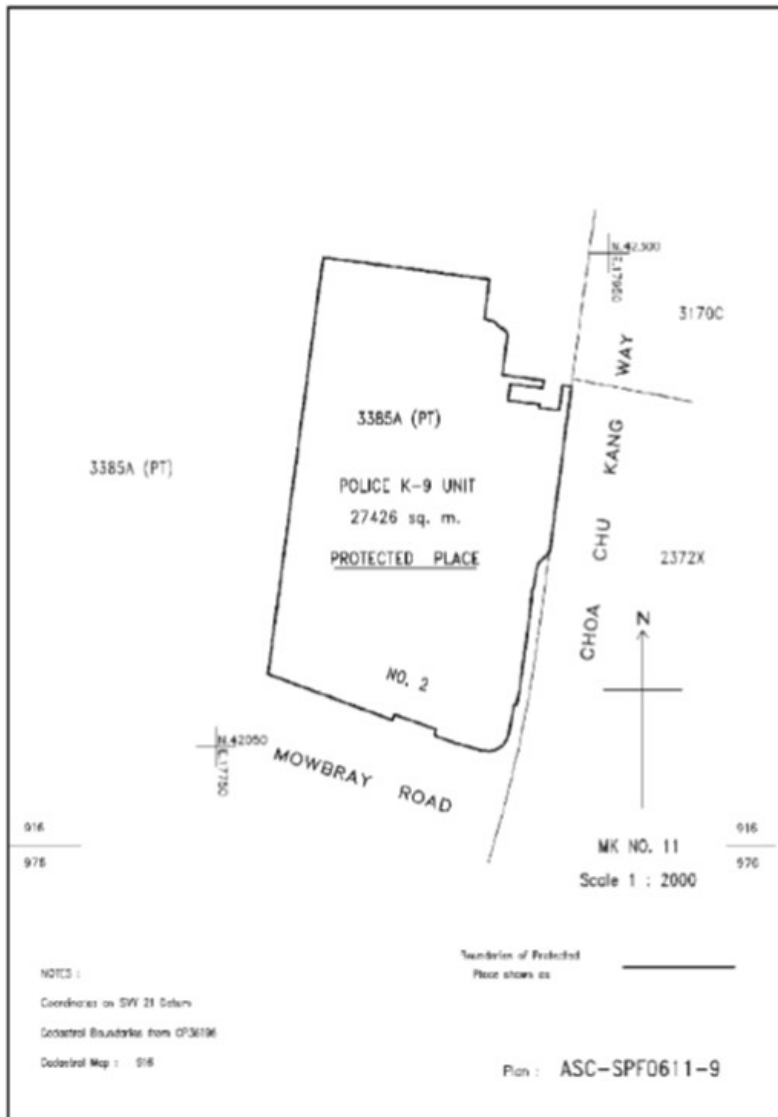 N.42300
E.17950
3170C
WAY
3385A (PT)
KANG
3385A (PT)
POLICE K-9 UNIT
27426 sq. m.
PROTECTED PLACE
CHU
2372X
CHOA
N
NO. 2
N.42050
E.17750
MOWBRAY ROAD
916
976
MK NO. 11
Scale 1 : 2000
916
976
Boundaries of Protected
Place shown as
NOTES :
Coordinates on SVY 21 Datum
Cadastral Boundaries from CP36196
Cadastral Map : 916
Plan : ASC-SPF0611-9